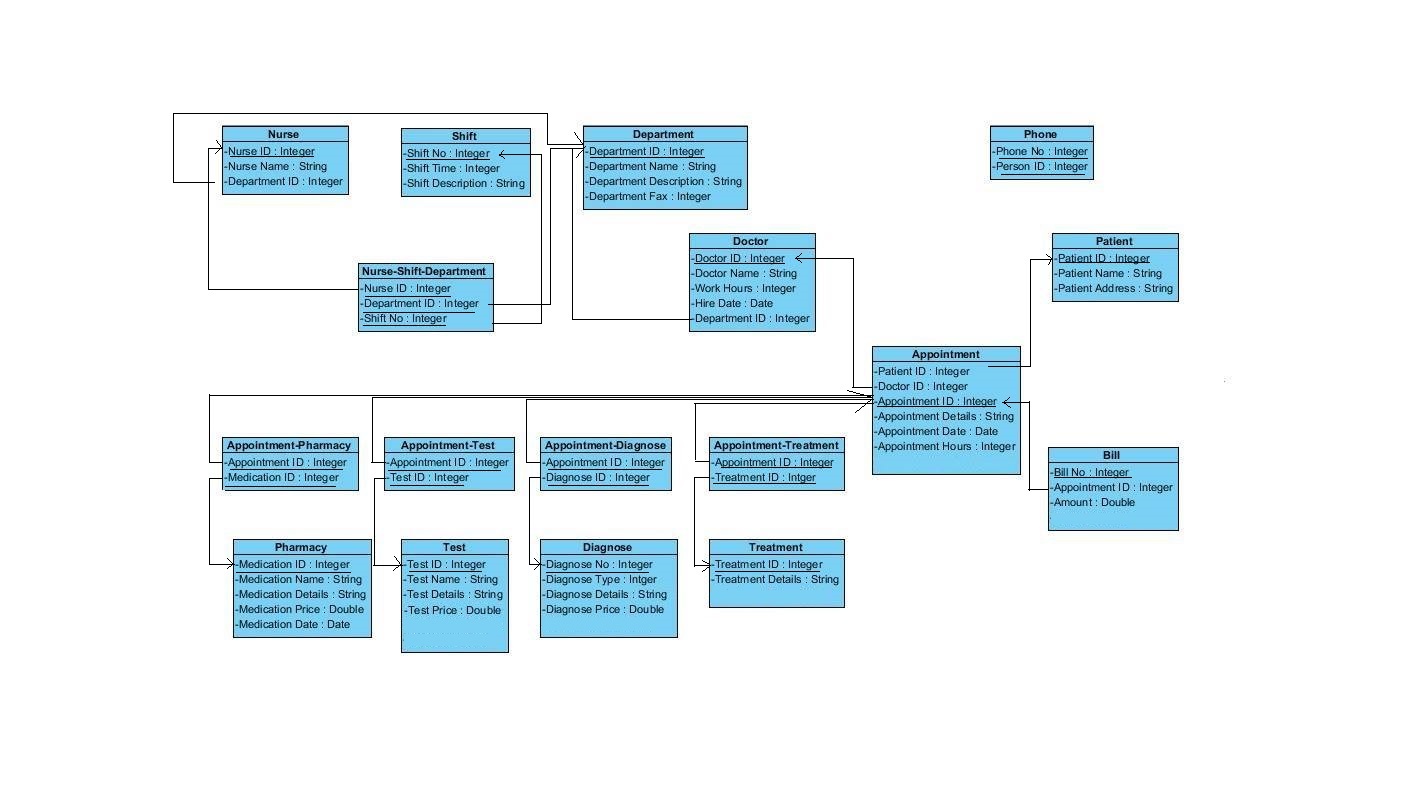 Nurse
-Nurse ID : Integer
-Nurse Name : String
-Department ID : Integer
Shift
-Shift No : Integer
-Shift Time : Integer
-Shift Description : String
Department
-Department ID : Integer
-Department Name : String
-Department Description : String
-Department Fax : Integer
Phone
-Phone No : Integer
-Person ID : Integer
Doctor
-Doctor ID : Integer
-Doctor Name : String
-Work Hours : Integer
-Hire Date : Date
-Department ID : Integer
Patient
-Patient ID : Integer
-Patient Name : String
-Patient Address : String
Nurse-Shift-Department
-Nurse ID : Integer
-Department ID : Integer
-Shift No : Integer
Appointment
-Patient ID : Integer
-Doctor ID : Integer
-Appointment ID : Integer
-Appointment Details : String
-Appointment Date : Date
-Appointment Hours : Integer
Appointment-Pharmacy
-Appointment ID : Integer
-Medication ID : Integer
Appointment-Test
-Appointment ID : Integer
-Test ID : Integer
Appointment-Diagnose
-Appointment ID : Integer
-Diagnose ID : Integer
Appointment-Treatment
-Appointment ID : Integer
-Treatment ID : Intger
Bill
-Bill No : Integer
-Appointment ID : Integer
-Amount : Double
Pharmacy
-Medication ID : Integer
-Medication Name : String
-Medication Details : String
-Medication Price : Double
-Medication Date : Date
Test
-Test ID : Integer
-Test Name : String
-Test Details : String
-Test Price : Double
Diagnose
-Diagnose No : Integer
-Diagnose Type : Intger
-Diagnose Details : String
-Diagnose Price : Double
Treatment
-Treatment ID : Integer
-Treatment Details : String